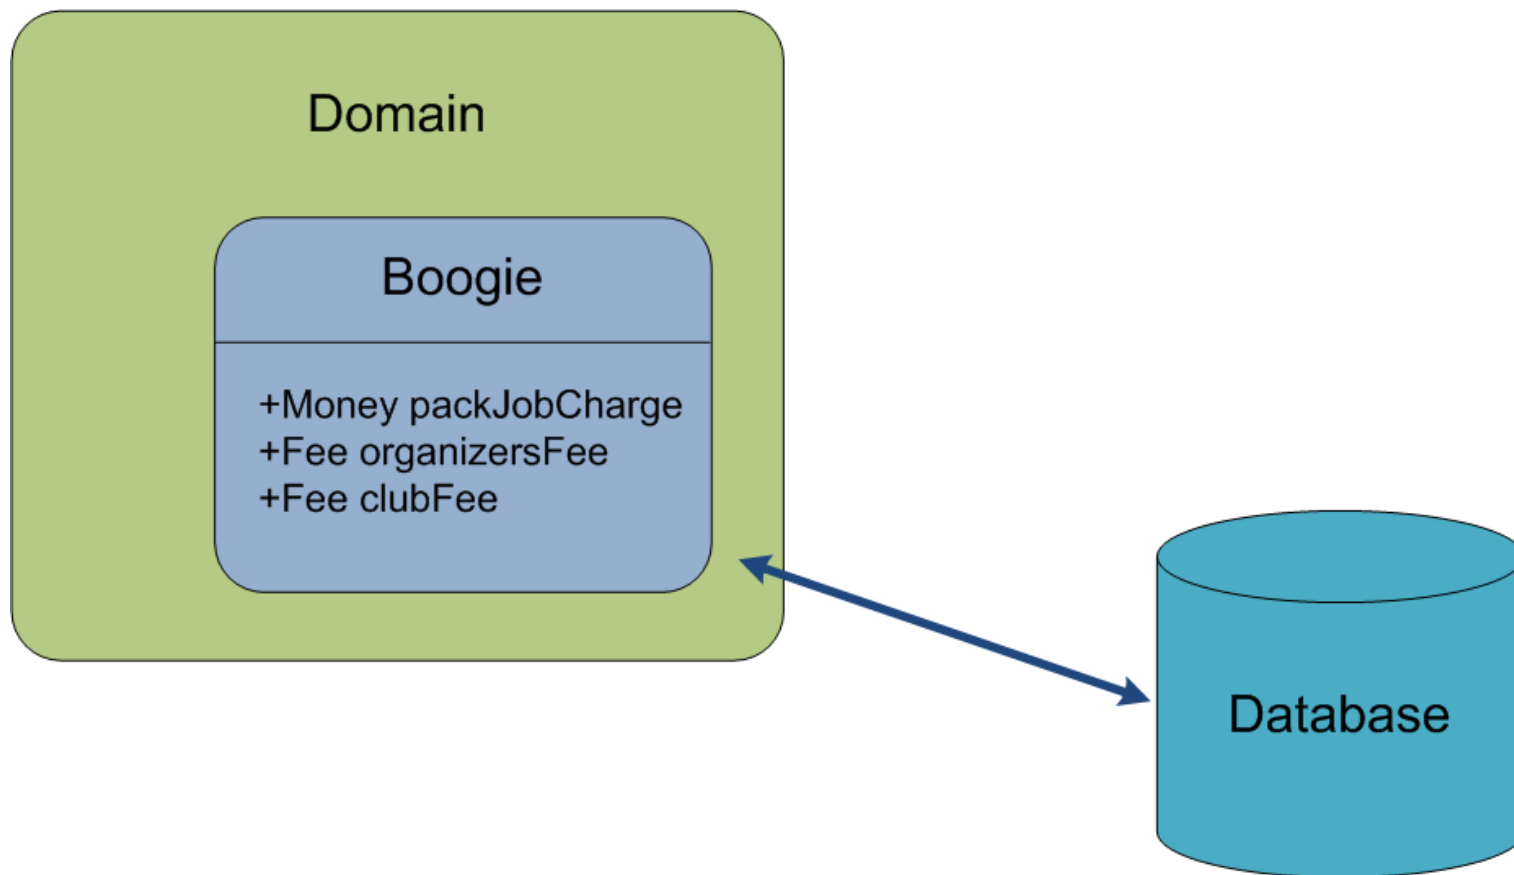 Domain
Boogie
+Money packJobCharge
+Fee organizersFee
+Fee clubFee
Database